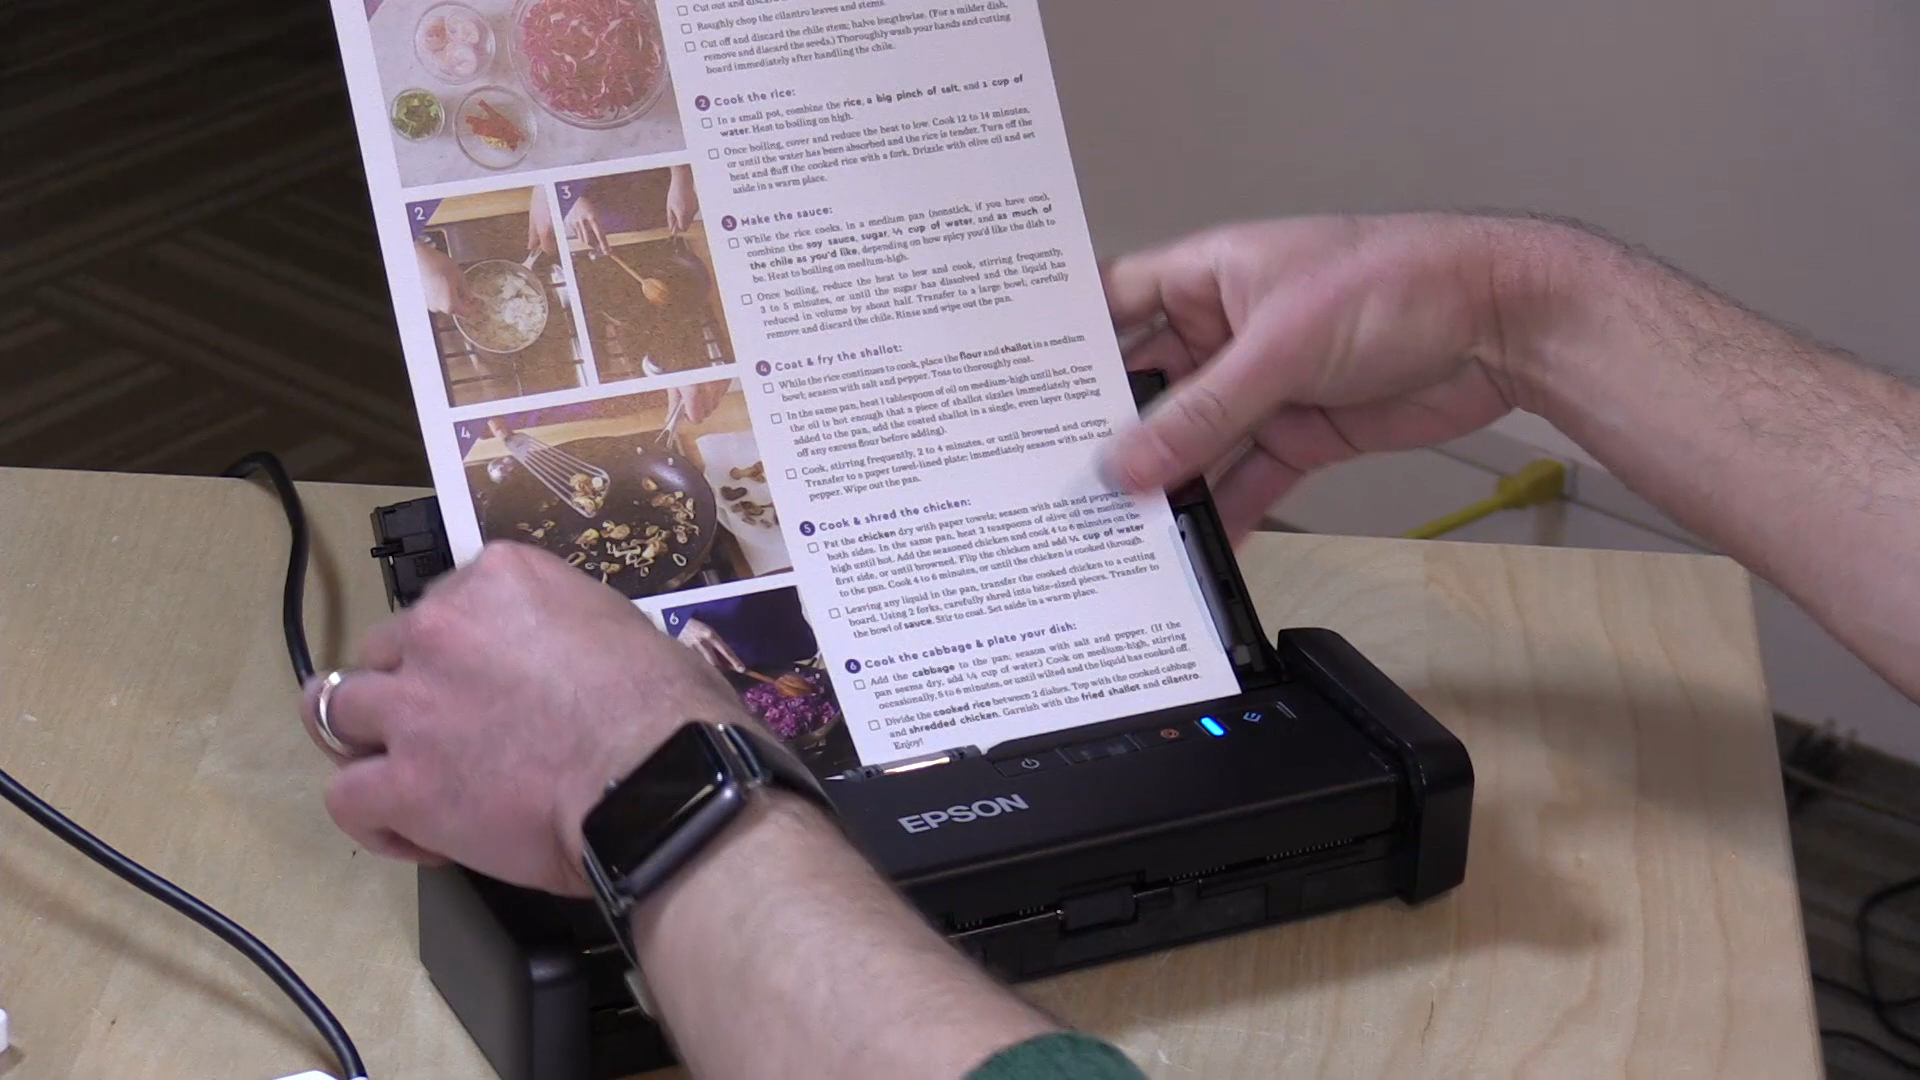 Cut out and
Roughly chop the cilantro leaves and stems.
Cut off and discard the chile stem; halve lengthwise. (For a milder dish,
remove and discard the seeds.) Thoroughly wash your hands and cutting
board immediately after handling the chile.
2 Cook the rice:
In a small pot, combine the rice, a big pinch of salt, and 1 cup of
water. Heat to boiling on high.
Once boiling, cover and reduce the heat to low. Cook 12 to 14 minutes,
or until the water has been absorbed and the rice is tender. Turn off the
heat and fluff the cooked rice with a fork. Drizzle with olive oil and set
aside in a warm place.
3 Make the sauce:
While the rice cooks, in a medium pan (nonstick, if you have one),
combine the soy sauce, sugar, ⅓ cup of water, and as much of
the chile as you'd like, depending on how spicy you'd like the dish to
be. Heat to boiling on medium-high.
Once boiling, reduce the heat to low and cook, stirring frequently,
3 to 5 minutes, or until the sugar has dissolved and the liquid has
reduced in volume by about half. Transfer to a large bowl; carefully
remove and discard the chile. Rinse and wipe out the pan.
4 Coat & fry the shallot:
While the rice continues to cook, place the flour and shallot in a medium
bowl; season with salt and pepper. Toss to thoroughly coat.
In the same pan, heat 1 tablespoon of oil on medium-high until hot. Once
the oil is hot enough that a piece of shallot sizzles immediately when
added to the pan, add the coated shallot in a single, even layer (tapping
off any excess flour before adding).
Cook, stirring frequently, 2 to 4 minutes, or until browned and crispy.
Transfer to a paper towel-lined plate; immediately season with salt and
pepper. Wipe out the pan.
5 Cook & shred the chicken:
Pat the chicken dry with paper towels; season with salt and pepper
both sides. In the same pan, heat 2 teaspoons of olive oil on medium-
high until hot. Add the seasoned chicken and cook 4 to 6 minutes on the
first side, or until browned. Flip the chicken and add ¼ cup of water
to the pan. Cook 4 to 6 minutes, or until the chicken is cooked through.
Leaving any liquid in the pan, transfer the cooked chicken to a cutting
board. Using 2 forks, carefully shred into bite-sized pieces. Transfer to
the bowl of sauce. Stir to coat. Set aside in a warm place.
6 Cook the cabbage & plate your dish:
Add the cabbage to the pan; season with salt and pepper. (If the
pan seems dry, add ¼ cup of water.) Cook on medium-high, stirring
occasionally, 5 to 6 minutes, or until wilted and the liquid has cooked off.
Divide the cooked rice between 2 dishes. Top with the cooked cabbage
and shredded chicken. Garnish with the fried shallot and cilantro.
Enjoy!
2
3
4
6
EPSON